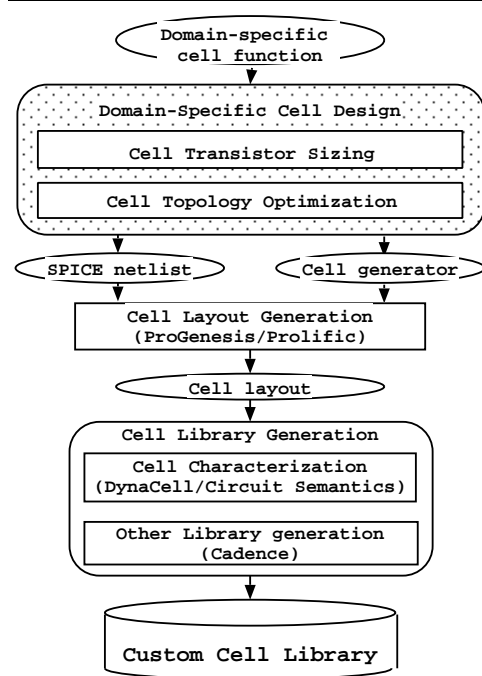 Domain-specific
cell function
Domain-Specific Cell Design
Cell Transistor Sizing
Cell Topology Optimization
SPICE netlist
Cell generator
Cell Layout Generation
(ProGenesis/Prolific)
Cell layout
Cell Library Generation
Cell Characterization
(DynaCell/Circuit Semantics)
Other Library generation
(Cadence)
Custom Cell Library